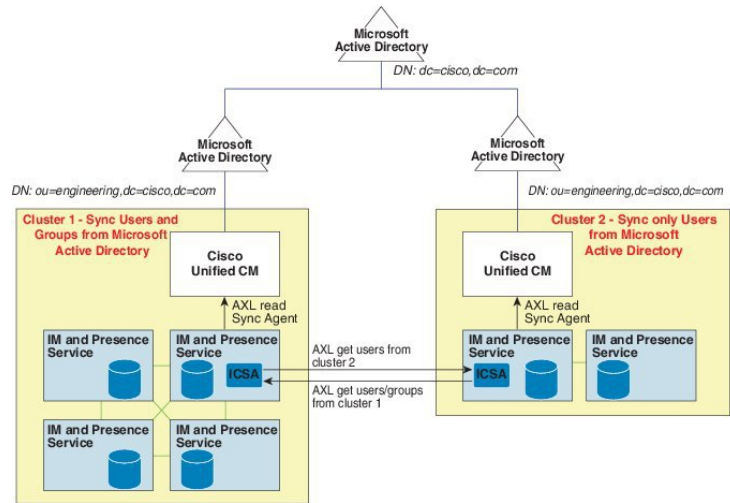 Microsoft
Active Directory
DN: dc=cisco,dc=com
Microsoft
Active Directory
Microsoft
Active Directory
DN: ou=engineering,dc=cisco,dc=com
DN: ou=engineering,dc=cisco,dc=com
Cluster 1 - Sync Users and
Groups from Microsoft
Active Directory
Cisco
Unified CM
AXL read
Sync Agent
IM and Presence
Service
IM and Presence
Service
ICSA
IM and Presence
Service
IM and Presence
Service
AXL get users from
cluster 2
AXL get users/groups
from cluster 1
Cluster 2 - Sync only Users
from Microsoft
Active Directory
Cisco
Unified CM
AXL read
Sync Agent
IM and Presence
Service
ICSA
IM and Presence
Service